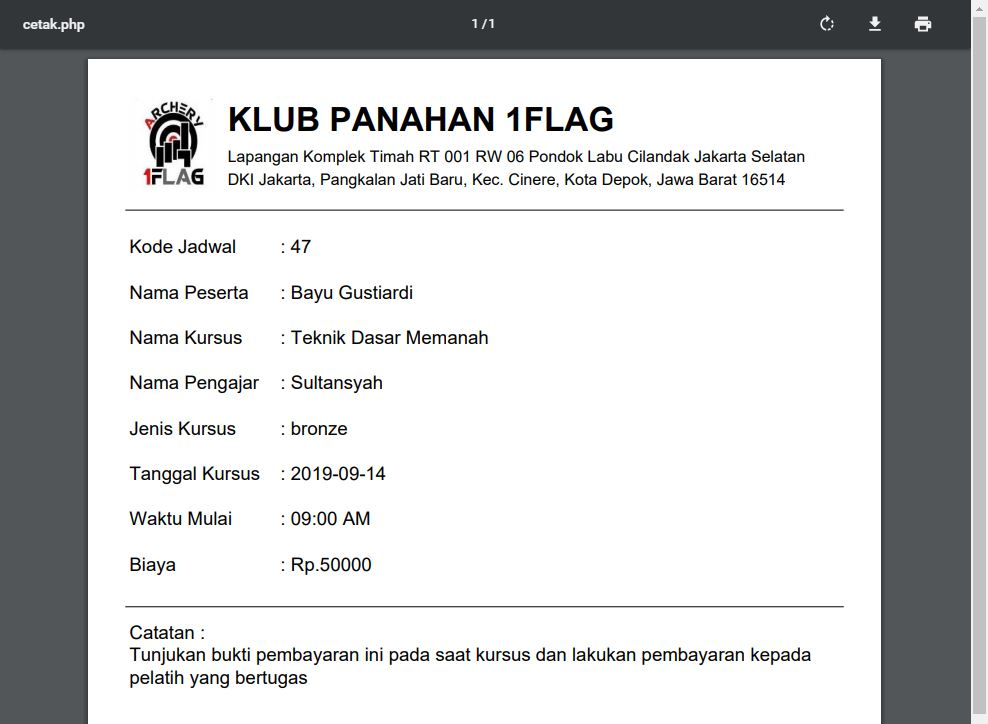 cetak.php
1 / 1
ARCHERY
1FLAG
KLUB PANAHAN 1FLAG
Lapangan Komplek Timah RT 001 RW 06 Pondok Labu Cilandak Jakarta Selatan
DKI Jakarta, Pangkalan Jati Baru, Kec. Cinere, Kota Depok, Jawa Barat 16514
Kode Jadwal : 47
Nama Peserta : Bayu Gustiardi
Nama Kursus : Teknik Dasar Memanah
Nama Pengajar : Sultansyah
Jenis Kursus : bronze
Tanggal Kursus : 2019-09-14
Waktu Mulai : 09:00 AM
Biaya : Rp.50000
Catatan :
Tunjukan bukti pembayaran ini pada saat kursus dan lakukan pembayaran kepada
pelatih yang bertugas